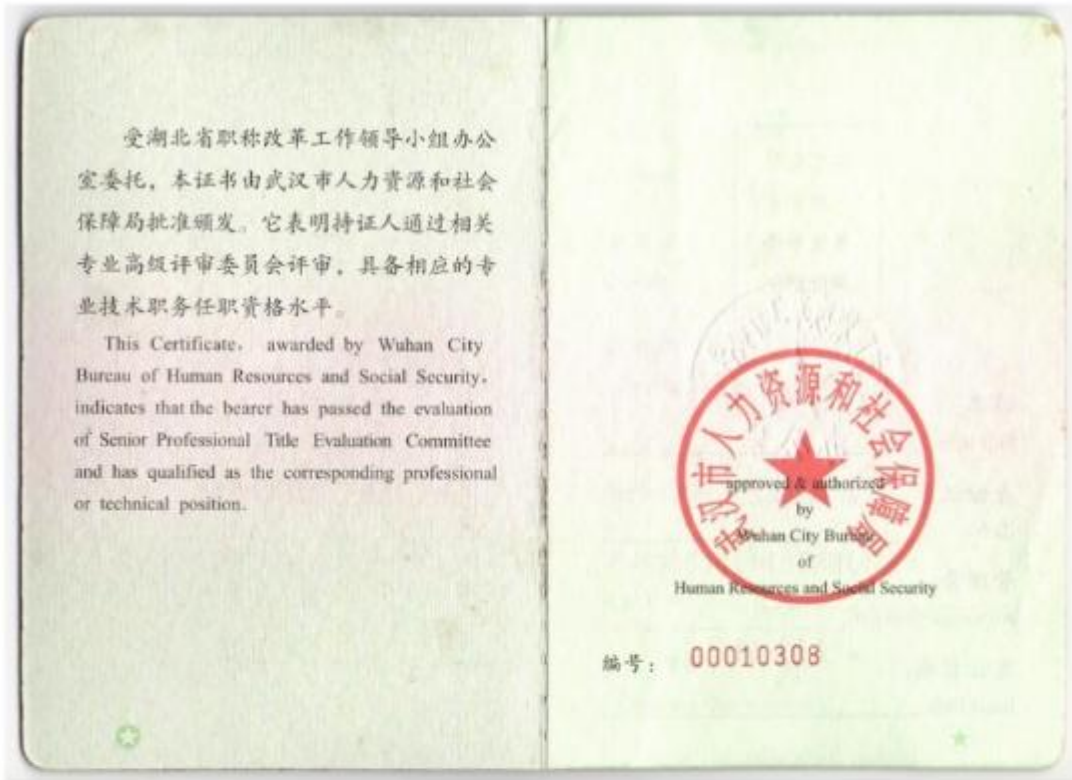 受湖北省职称改革工作领导小组办公
室委托，本证书由武汉市人力资源和社会
保障局批准颁发。它表明持证人通过相关
专业高级评审委员会评审，具备相应的专
业技术职务任职资格水平。
This Certificate, awarded by Wuhan City
Bureau of Human Resources and Social Security,
indicates that the bearer has passed the evaluation
of Senior Professional Title Evaluation Committee
and has qualified as the corresponding professional
or technical position.
武汉市人力资源和社会保障局
approved & authorized
by
Wuhan City Bureau
of
Human Resources and Social Security
编号： 00010308